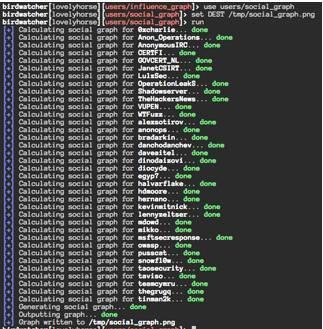 birdwatcher[lovelyhorse][users/influence_graph]> use users/social_graph
birdwatcher[lovelyhorse][users/social_graph]> set DEST /tmp/social_graph.png
birdwatcher[lovelyhorse][users/social_graph]> run
[+] Calculating social graph for 0xcharlie... done
[+] Calculating social graph for Anon_Operations... done
[+] Calculating social graph for AnonymousIRC... done
[+] Calculating social graph for CERTFI... done
[+] Calculating social graph for GOVCERT_NL... done
[+] Calculating social graph for JanetCSIRT... done
[+] Calculating social graph for LulzSec... done
[+] Calculating social graph for OperationLeakS... done
[+] Calculating social graph for Shadowserver... done
[+] Calculating social graph for TheHackersNews... done
[+] Calculating social graph for VUPEN... done
[+] Calculating social graph for WTFuzz... done
[+] Calculating social graph for alexsotirov... done
[+] Calculating social graph for anonops... done
[+] Calculating social graph for bradarkin... done
[+] Calculating social graph for danchodanchev... done
[+] Calculating social graph for daveaitel... done
[+] Calculating social graph for dinodaizovi... done
[+] Calculating social graph for diocyde... done
[+] Calculating social graph for egyp7... done
[+] Calculating social graph for halvarflake... done
[+] Calculating social graph for hdmoore... done
[+] Calculating social graph for hernano... done
[+] Calculating social graph for kevinmitnick... done
[+] Calculating social graph for lennyzeltser... done
[+] Calculating social graph for mdowd... done
[+] Calculating social graph for mikko... done
[+] Calculating social graph for msftsecresponse... done
[+] Calculating social graph for owasp... done
[+] Calculating social graph for pusscat... done
[+] Calculating social graph for snowfl0w... done
[+] Calculating social graph for taosecurity... done
[+] Calculating social graph for taviso... done
[+] Calculating social graph for teamcymru... done
[+] Calculating social graph for thegrugq... done
[+] Calculating social graph for tinman2k... done
[+] Generating social graph... done
[+] Outputting graph... done
[+] Graph written to /tmp/social_graph.png